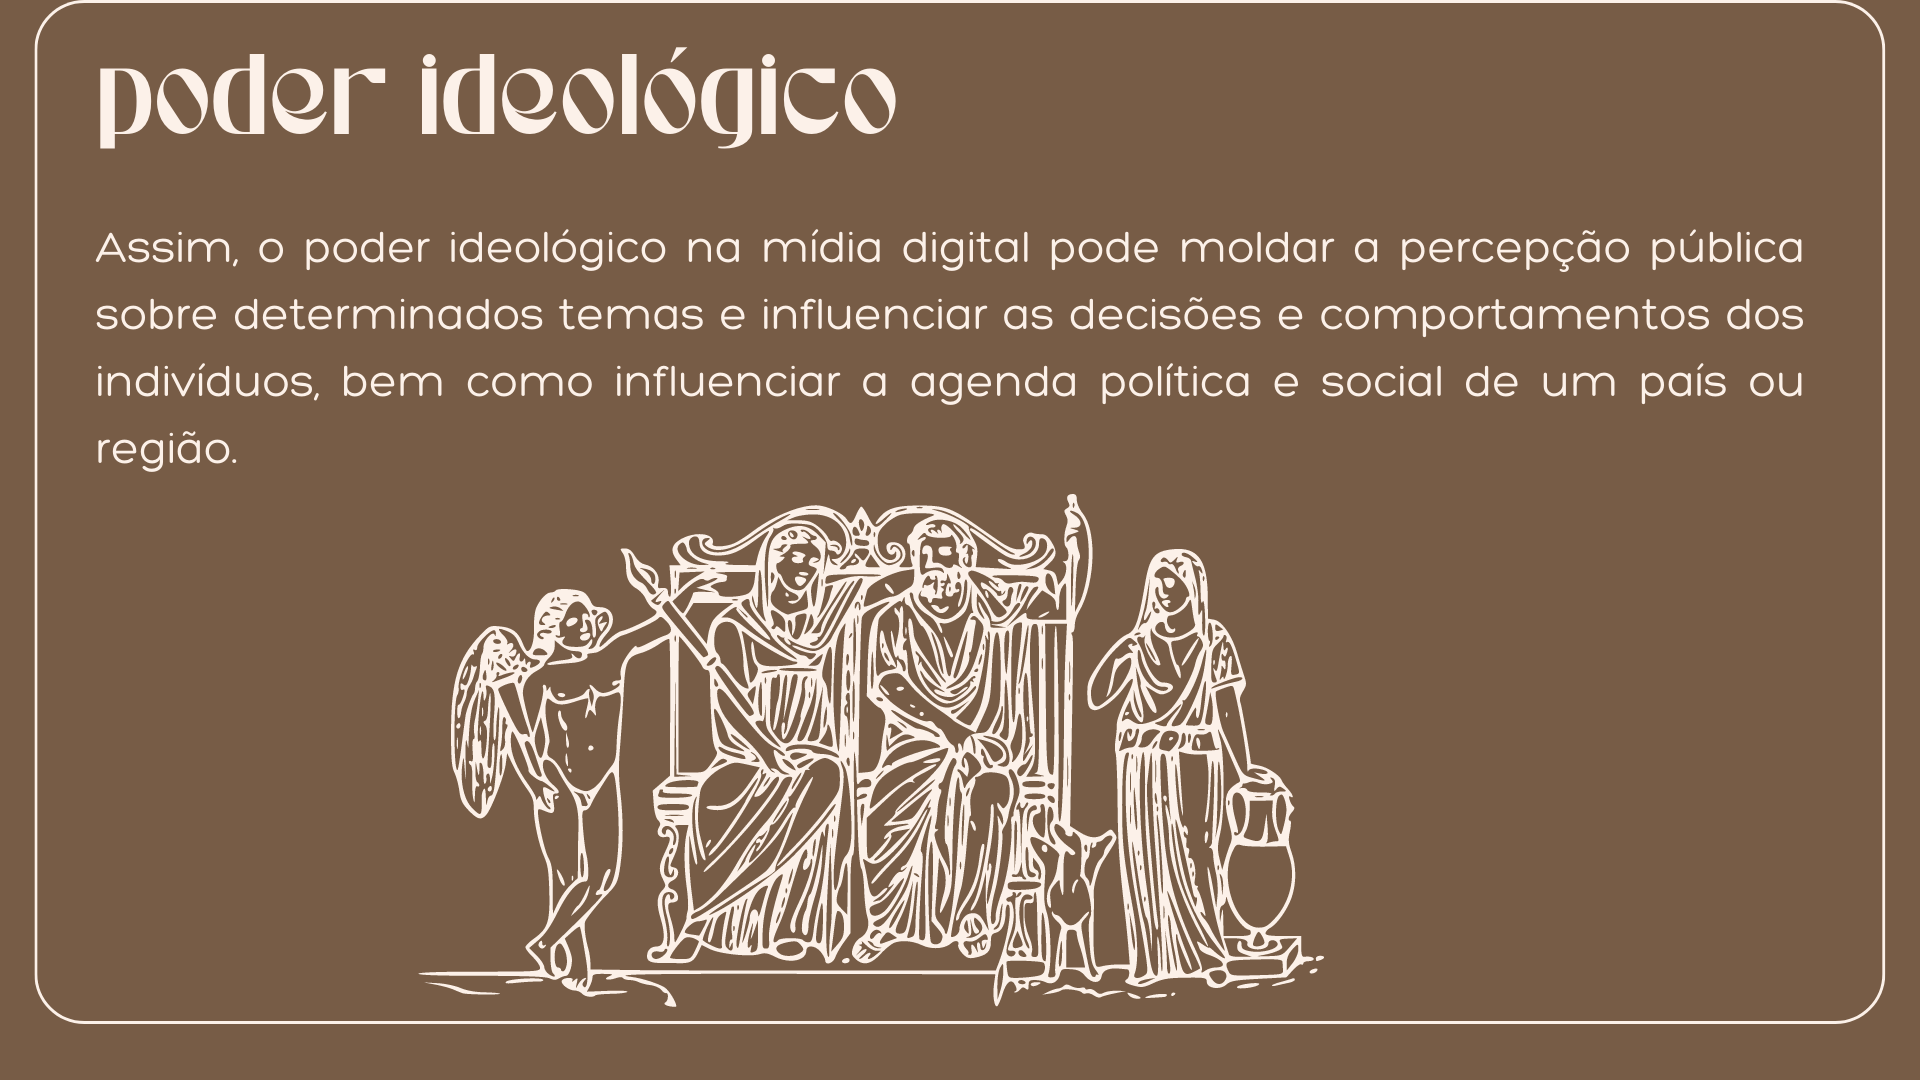 poder ideológico
Assim, o poder ideológico na mídia digital pode moldar a percepção pública
sobre determinados temas e influenciar as decisões e comportamentos dos
indivíduos, bem como influenciar a agenda política e social de um país ou
região.